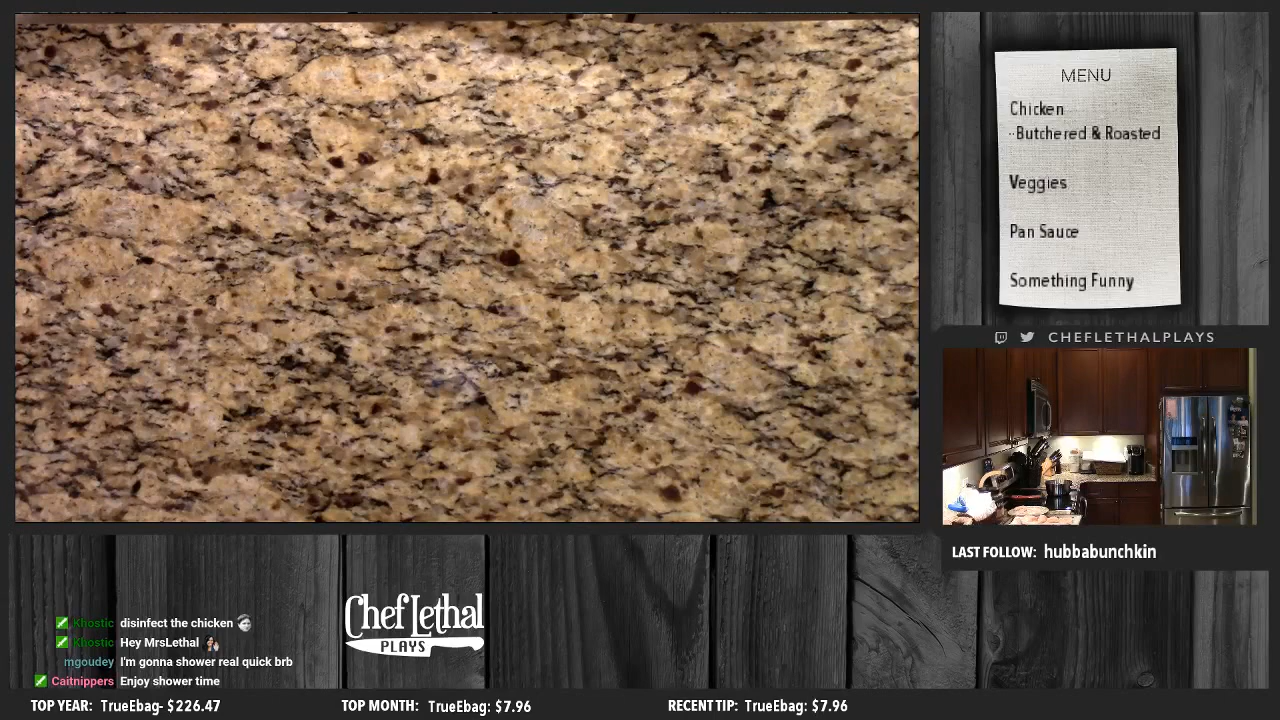 MENU
Chicken
-Butchered & Roasted
Veggies
Pan Sauce
Something Funny
CHEFLETHALPLAYS
LAST FOLLOW: hubbabunchkin
Chef Lethal
PLAYS
Khostic disinfect the chicken
Khostic Hey MrsLethal
mgoudey I'm gonna shower real quick brb
Caitnippers Enjoy shower time
TOP YEAR: TrueEbag- $226.47
TOP MONTH: TrueEbag: $7.96
RECENT TIP: TrueEbag: $7.96